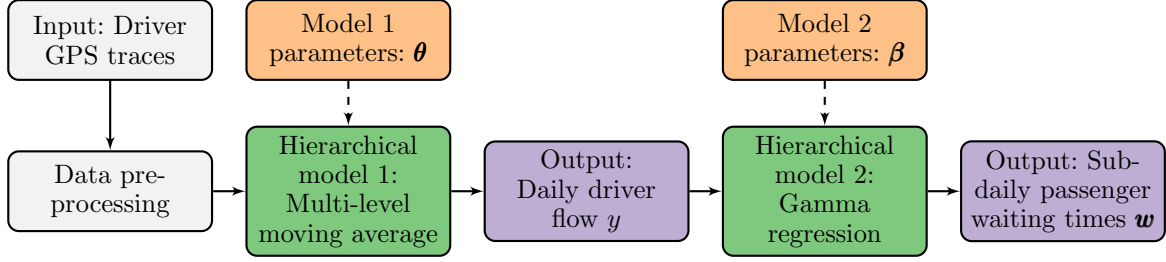 Input: Driver
GPS traces
Model 1
parameters: θ
Model 2
parameters: β
Data pre-
processing
Hierarchical
model 1:
Multi-level
moving average
Output:
Daily driver
flow y
Hierarchical
model 2:
Gamma
regression
Output: Sub-
daily passenger
waiting times w